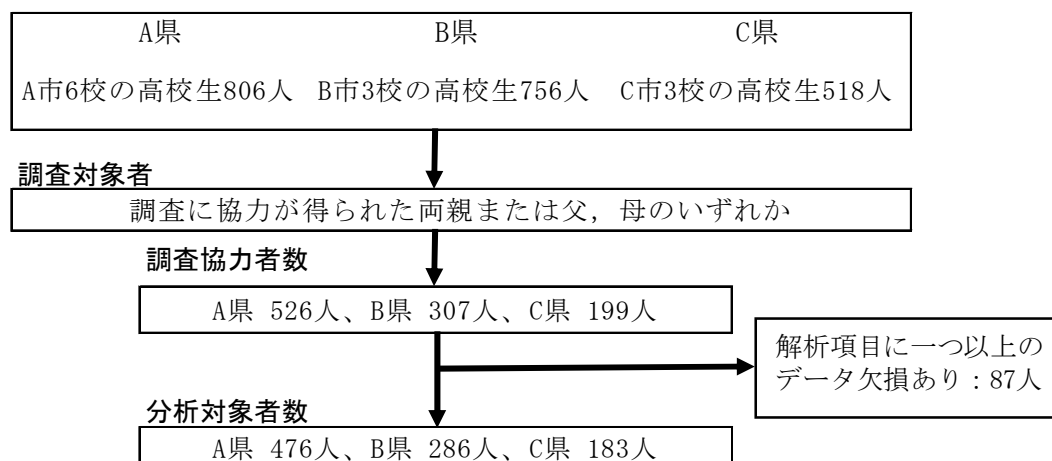 A県 B県 C県
A市6校の高校生806人 B市3校の高校生756人 C市3校の高校生518人
調査対象者
調査に協力が得られた両親または父，母のいずれか
調査協力者数
A県 526人、B県 307人、C県 199人
解析項目に一つ以上の
データ欠損あり：87人
分析対象者数
A県 476人、B県 286人、C県 183人